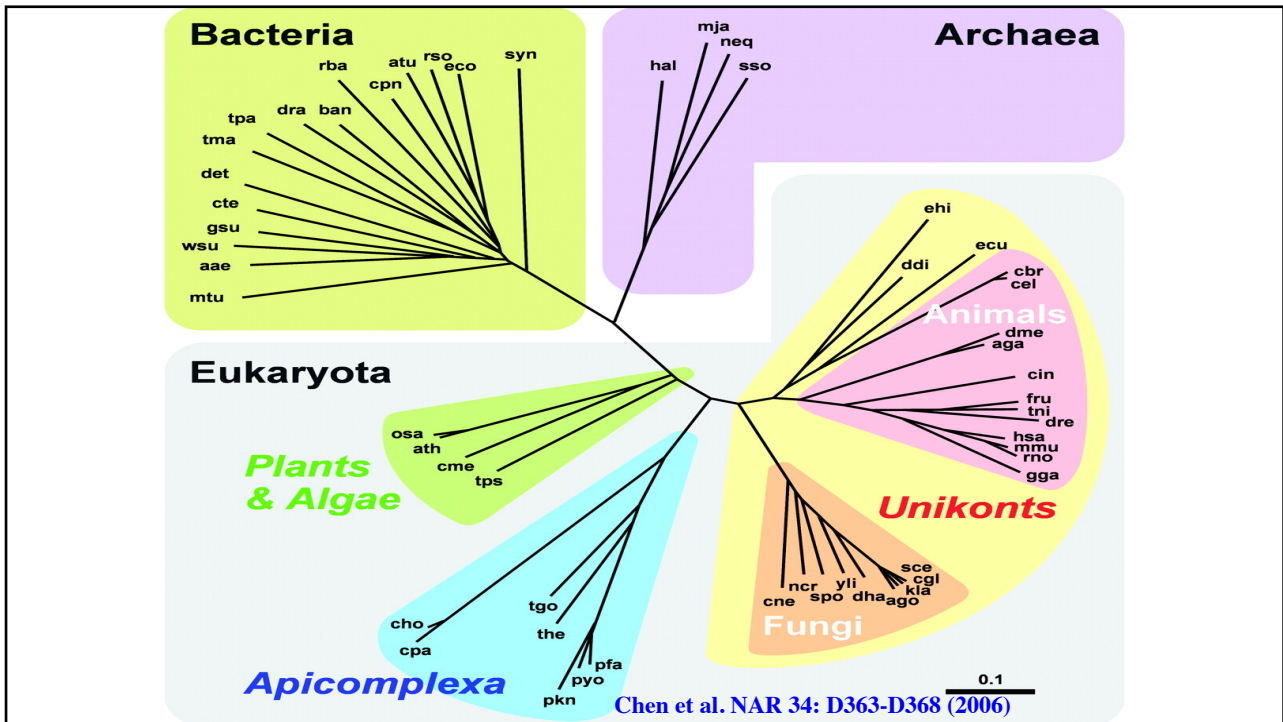 Bacteria
Archaea
mja
neq
hal
sso
rba
atu
rso
eco
syn
cpn
tpa
dra
ban
tma
det
cte
gsu
wsu
aae
mtu
ehi
ecu
ddi
cbr
cel
Animals
dme
aga
cin
fru
tni
dre
hsa
mmu
rno
gga
Unikonts
Eukaryota
osa
ath
cme
tps
Plants
& Algae
sce
cgl
kla
ago
dha
yli
spo
ncr
cne
Fungi
tgo
the
cho
cpa
pfa
pyo
pkn
Apicomplexa
0.1
Chen et al. NAR 34: D363-D368 (2006)